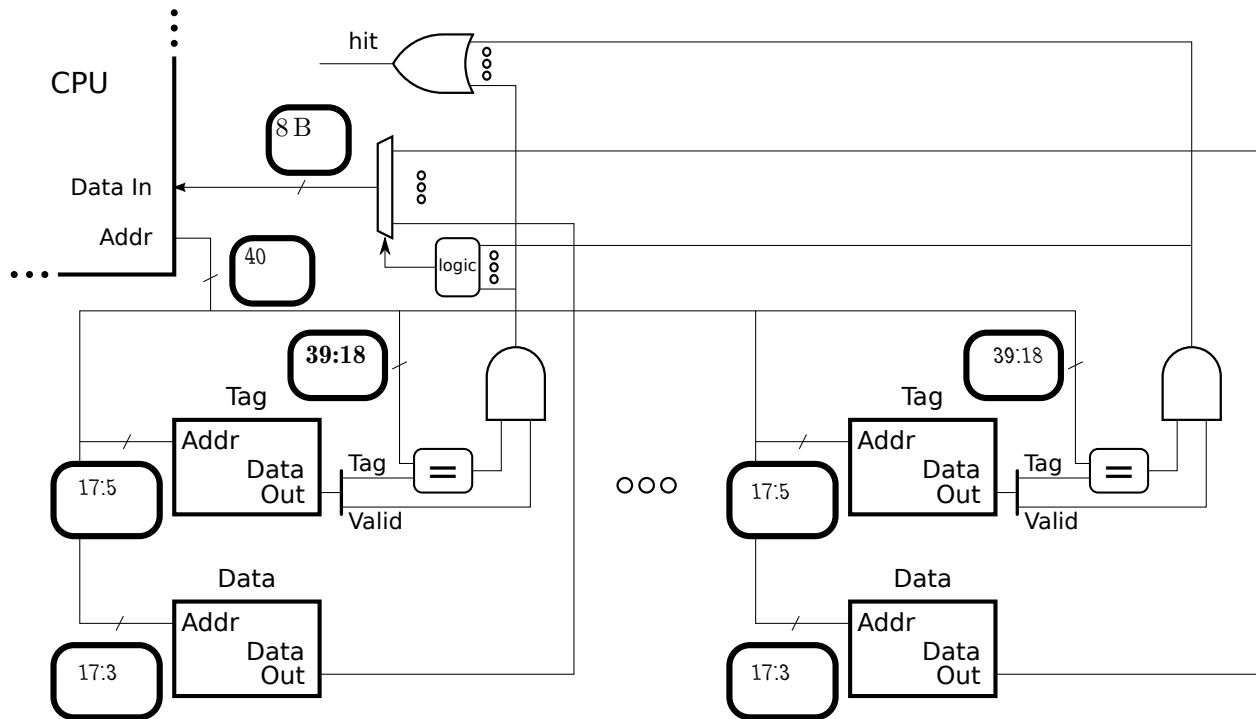 hit
CPU
8 B
Data In
Addr
40
logic
39:18
39:18
Tag
Tag
Addr
Data
Out
Tag
=
Valid
17:5
Addr
Data
Out
Tag
=
Valid
17:5
Data
Data
Addr
Data
Out
17:3
Addr
Data
Out
17:3